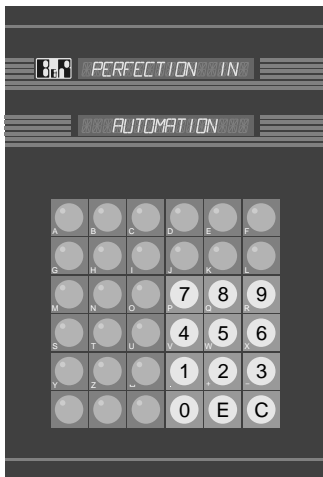 B&R PERFECTION IN
AUTOMATION
A B C D E F
G H I J K L
M N O 7 P 8 Q 9 R
S T U 4 V 5 W 6 X
Y Z ␣ 1 . 2 + 3 -
0 E C